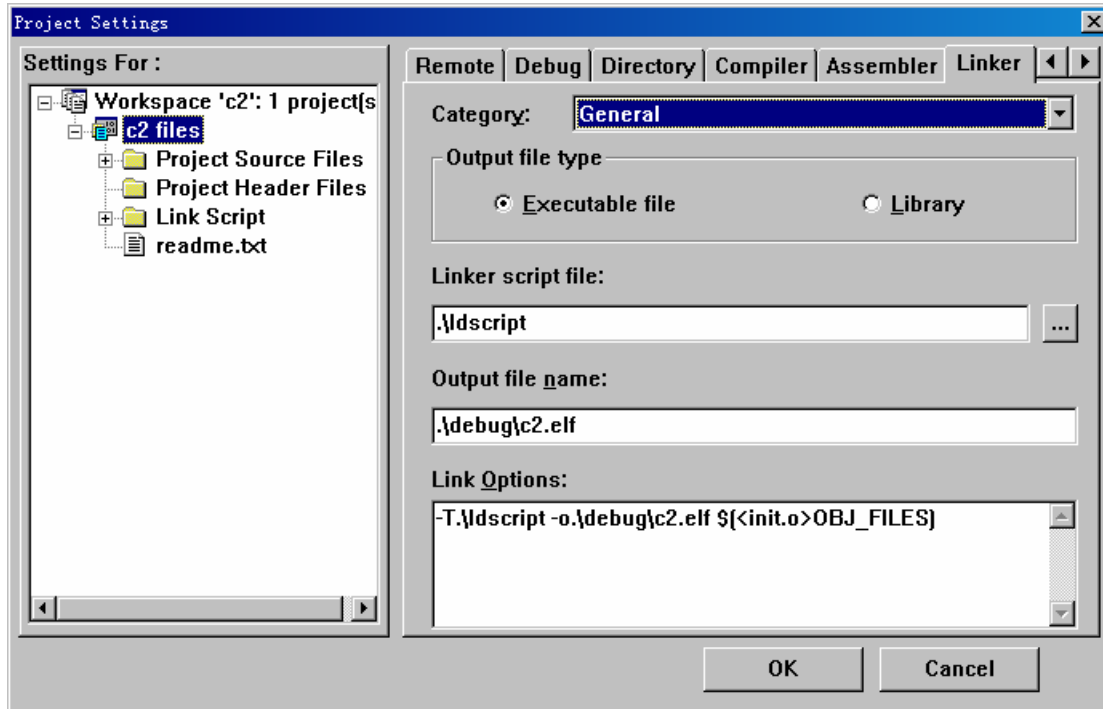 Project Settings
Settings For :
Workspace 'c2': 1 project(s
c2 files
Project Source Files
Project Header Files
Link Script
readme.txt
Remote Debug Directory Compiler Assembler Linker
Category: General
Output file type
Executable file Library
Linker script file:
.\ldscript
...
Output file name:
.\debug\c2.elf
Link Options:
-T.\ldscript -o.\debug\c2.elf $(<init.o>OBJ_FILES)
OK Cancel